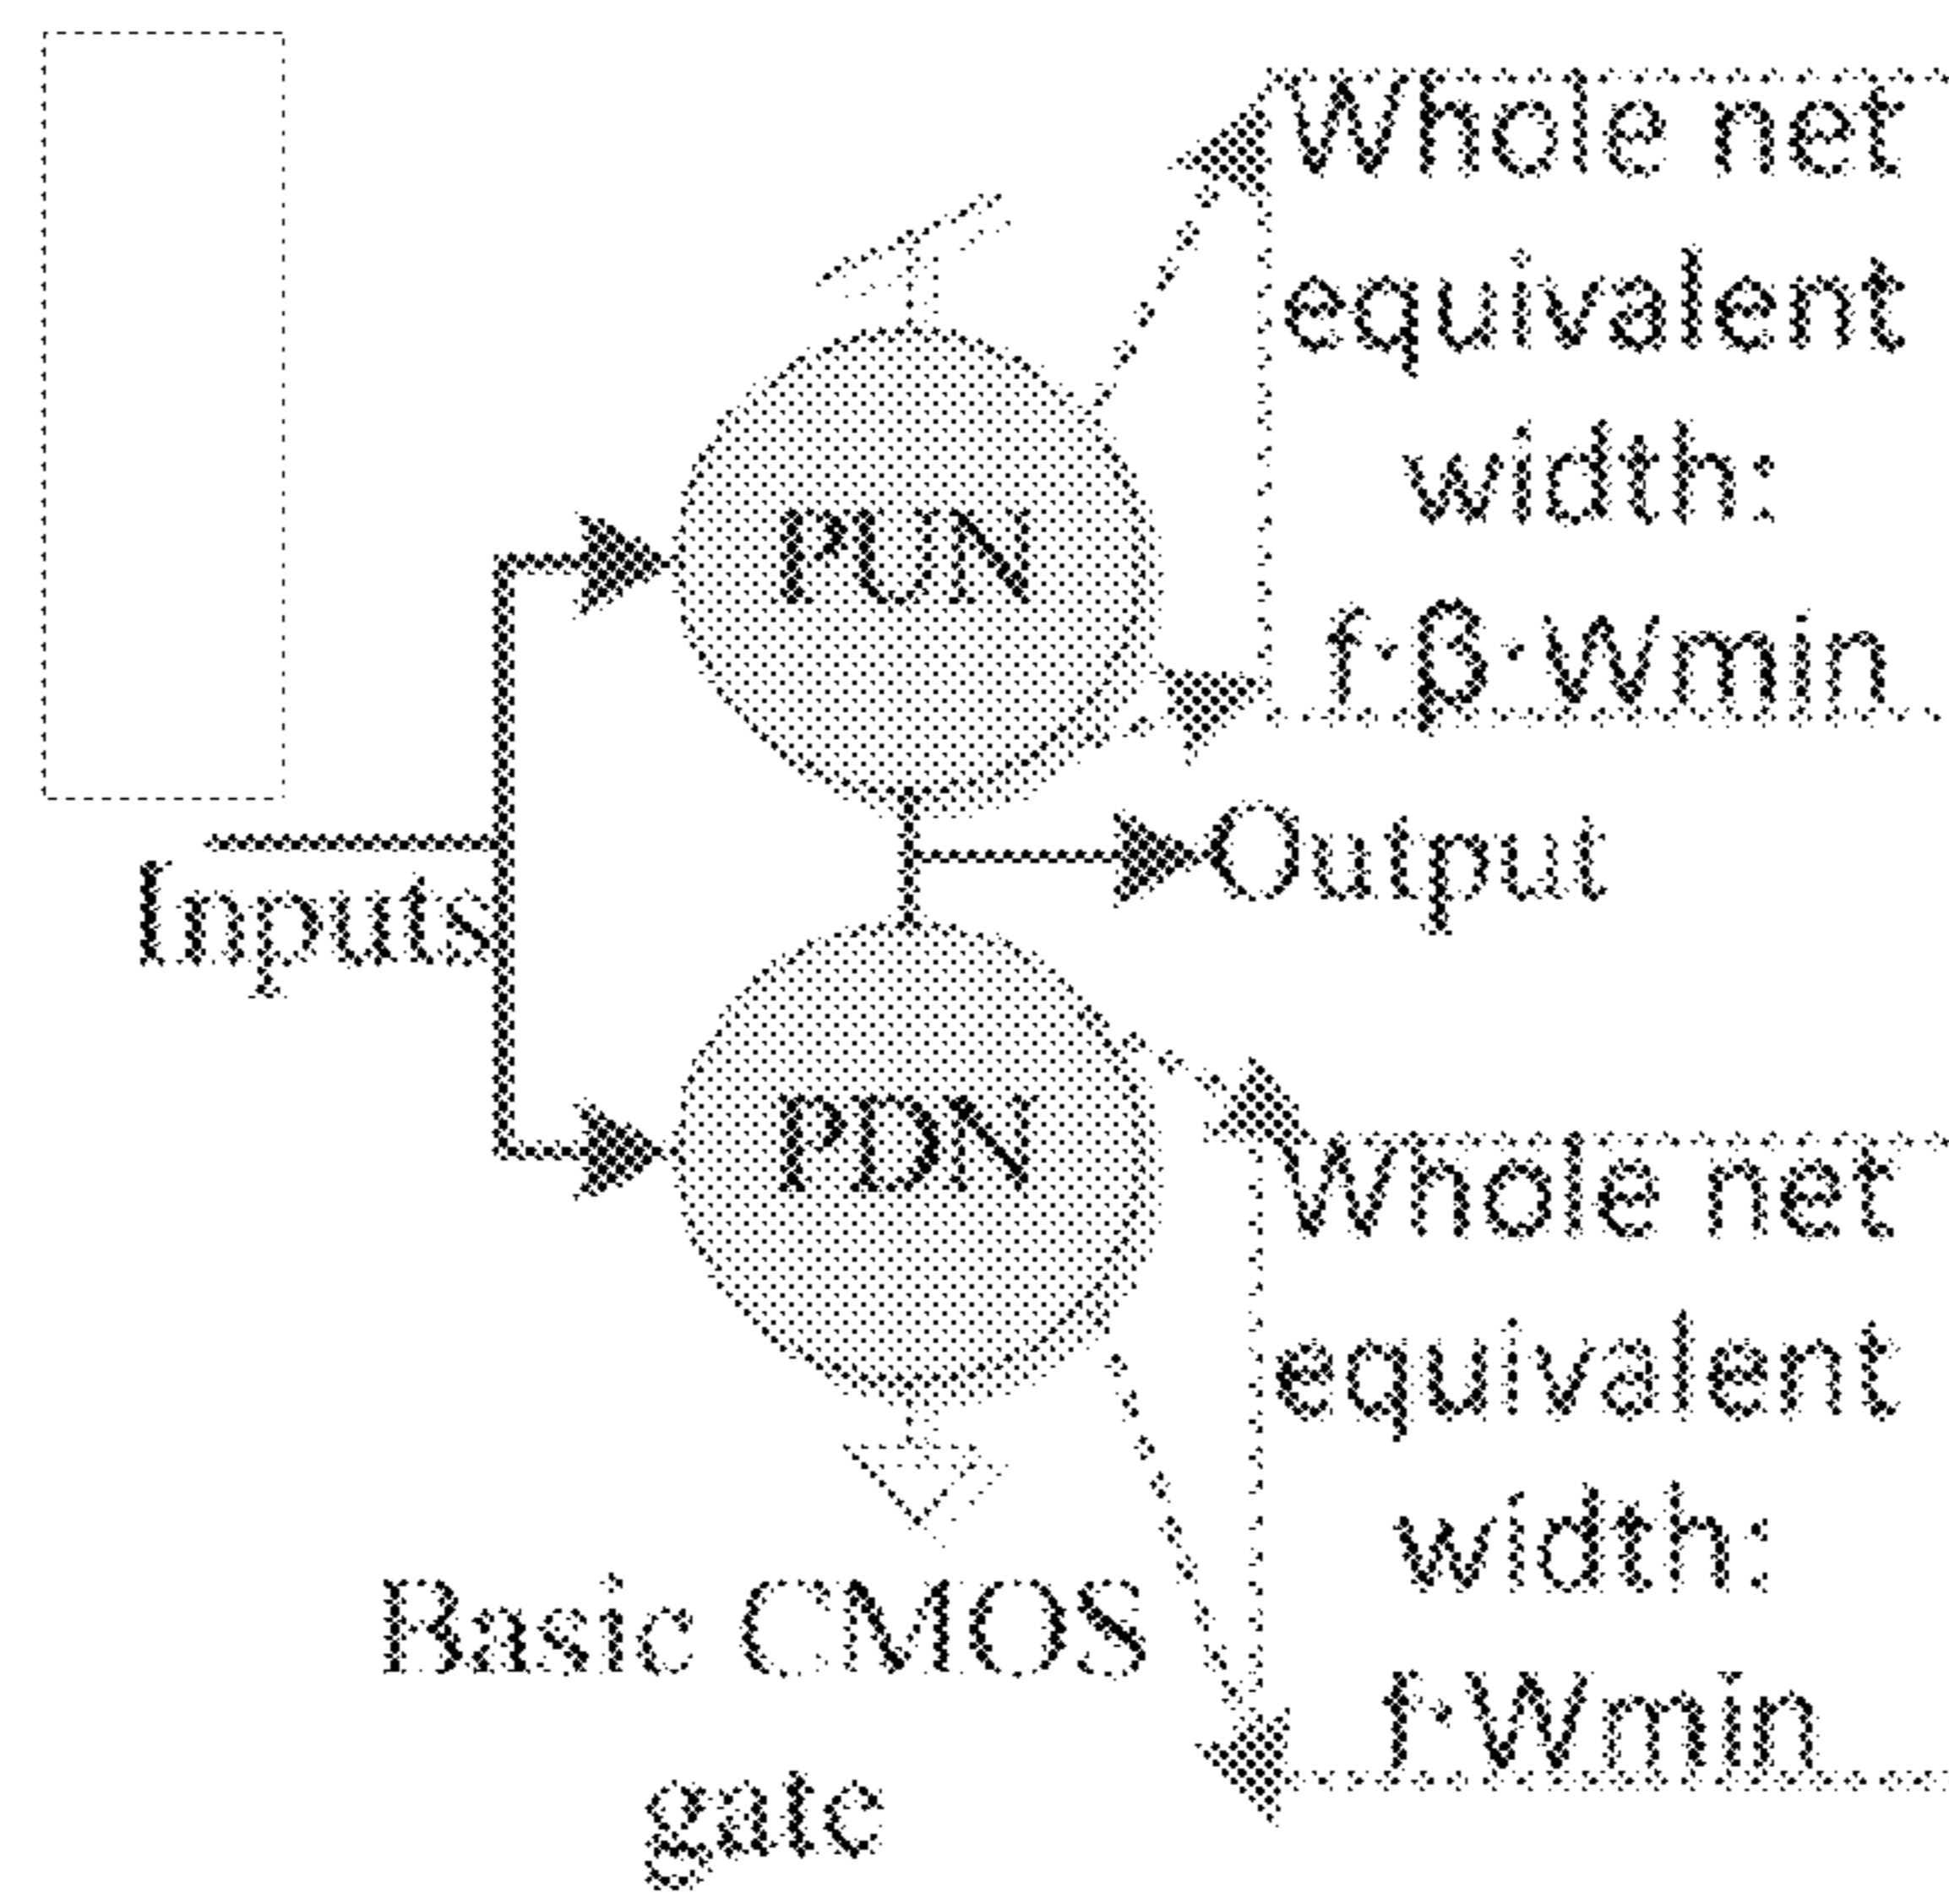 Whole net
equivalent
width:
f·β·Wmin
PUN
Output
Inputs
PDN
Whole net
equivalent
width:
f·Wmin
Basic CMOS
gate